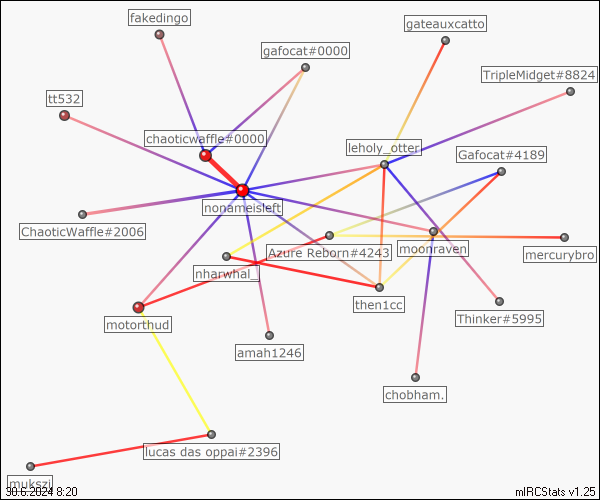 fakedingo
gateauxcatto
gafocat#0000
TripleMidget#8824
tt532
chaoticwaffle#0000
leholy_otter
Gafocat#4189
nonameisleft
ChaoticWaffle#2006
Azure Reborn#4243
moonraven
mercurybro
nharwhal_
then1cc
Thinker#5995
motorthud
amah1246
chobham.
lucas das oppai#2396
mukszi
30.6.2024 8:20
mIRCStats v1.25